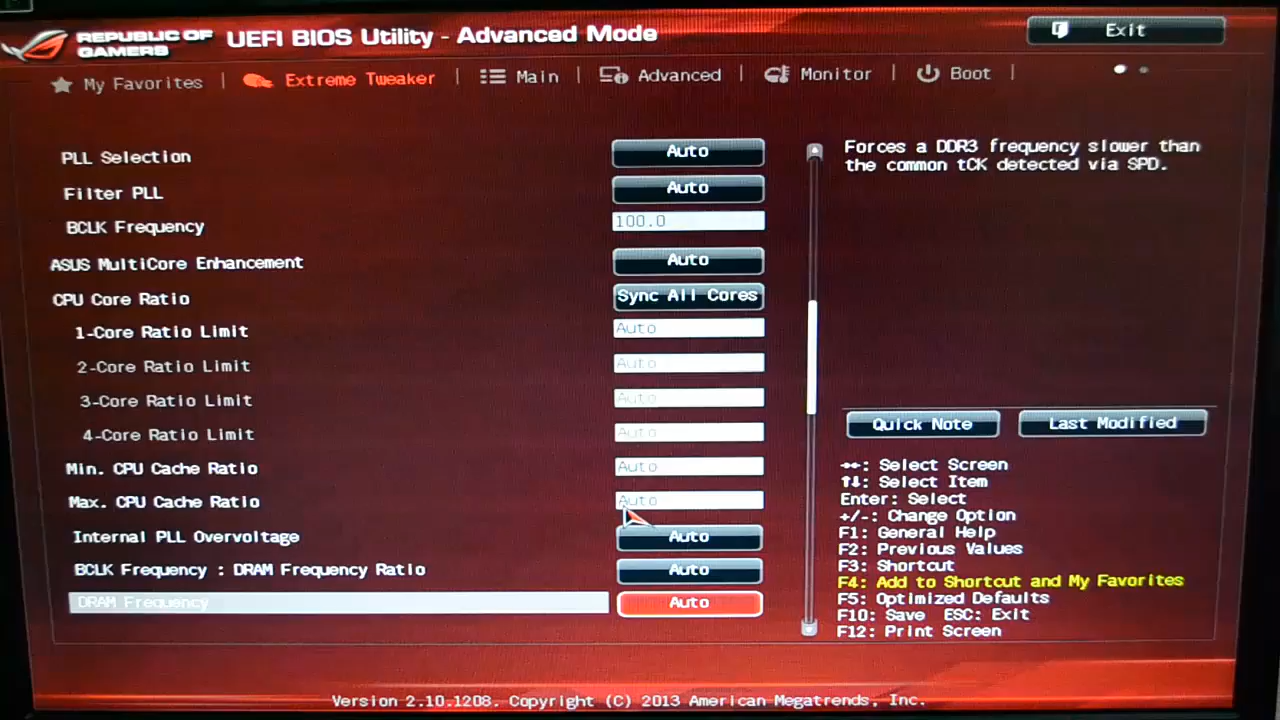 REPUBLIC OF
GAMERS
UEFI BIOS Utility - Advanced Mode
Exit
My Favorites
Extreme Tweaker
Main
Advanced
Monitor
Boot
PLL Selection Auto
Filter PLL Auto
BCLK Frequency 100.0
ASUS MultiCore Enhancement Auto
CPU Core Ratio Sync All Cores
1-Core Ratio Limit Auto
2-Core Ratio Limit Auto
3-Core Ratio Limit Auto
4-Core Ratio Limit Auto
Min. CPU Cache Ratio Auto
Max. CPU Cache Ratio Auto
Internal PLL Overvoltage Auto
BCLK Frequency : DRAM Frequency Ratio Auto
DRAM Frequency Auto
Forces a DDR3 frequency slower than
the common tCK detected via SPD.
Quick Note
Last Modified
→←: Select Screen
↑↓: Select Item
Enter: Select
+/-: Change Option
F1: General Help
F2: Previous Values
F3: Shortcut
F4: Add to Shortcut and My Favorites
F5: Optimized Defaults
F10: Save ESC: Exit
F12: Print Screen
Version 2.10.1208. Copyright (C) 2013 American Megatrends, Inc.